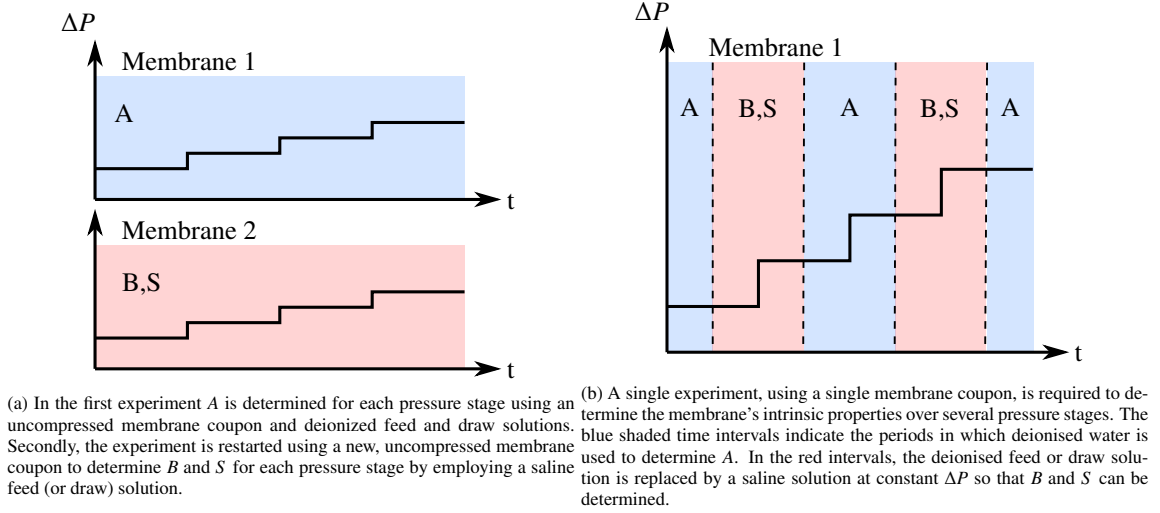 ΔP
Membrane 1
A
t
Membrane 2
B,S
t
(a) In the first experiment A is determined for each pressure stage using an
uncompressed membrane coupon and deionized feed and draw solutions.
Secondly, the experiment is restarted using a new, uncompressed membrane
coupon to determine B and S for each pressure stage by employing a saline
feed (or draw) solution.
ΔP
Membrane 1
A B,S A B,S A
t
(b) A single experiment, using a single membrane coupon, is required to de-
termine the membrane's intrinsic properties over several pressure stages. The
blue shaded time intervals indicate the periods in which deionised water is
used to determine A. In the red intervals, the deionised feed or draw solu-
tion is replaced by a saline solution at constant ΔP so that B and S can be
determined.